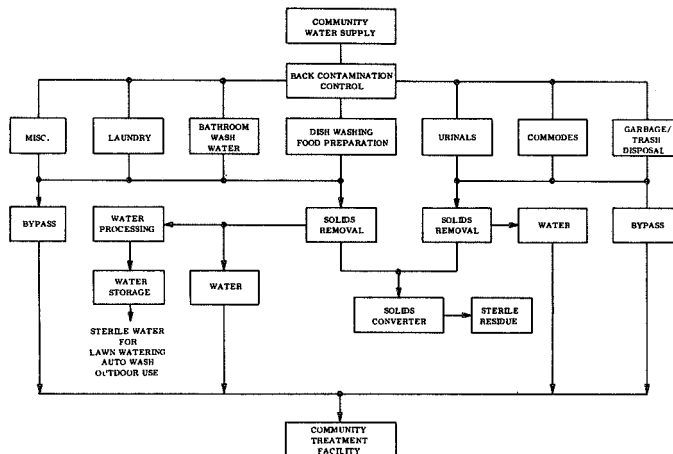 COMMUNITY
WATER SUPPLY
BACK CONTAMINATION
CONTROL
MISC.
LAUNDRY
BATHROOM
WASH
WATER
DISH WASHING
FOOD PREPARATION
URINALS
COMMODES
GARBAGE/
TRASH
DISPOSAL
BYPASS
WATER
PROCESSING
SOLIDS
REMOVAL
SOLIDS
REMOVAL
WATER
BYPASS
WATER
STORAGE
WATER
SOLIDS
CONVERTER
STERILE
RESIDUE
STERILE WATER
FOR
LAWN WATERING
AUTO WASH
OUTDOOR USE
COMMUNITY
TREATMENT
FACILITY